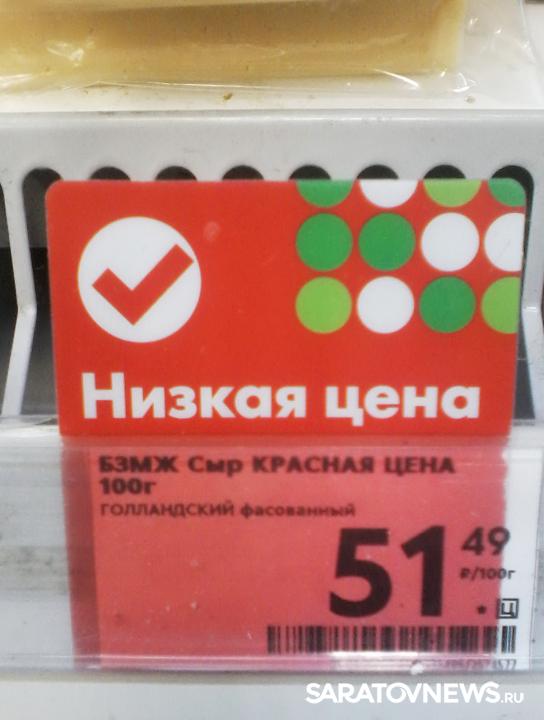 Низкая цена
БЗМЖ Сыр КРАСНАЯ ЦЕНА
100г
ГОЛЛАНДСКИЙ фасованный
51 49
₽/100г
* Ц
SARATOVNEWS.RU